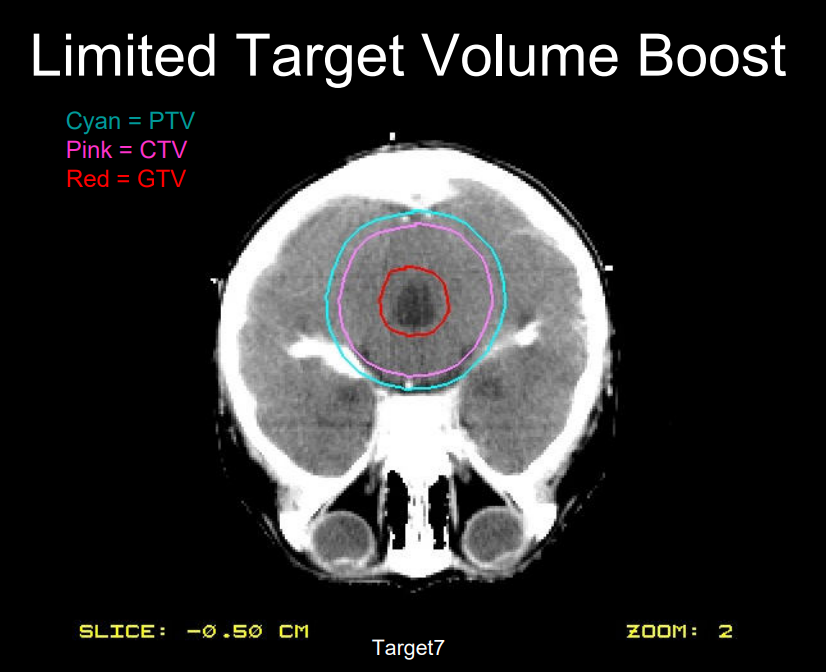 Limited Target Volume Boost
Cyan = PTV
Pink = CTV
Red = GTV
SLICE: -0.50 CM
ZOOM: 2
Target7